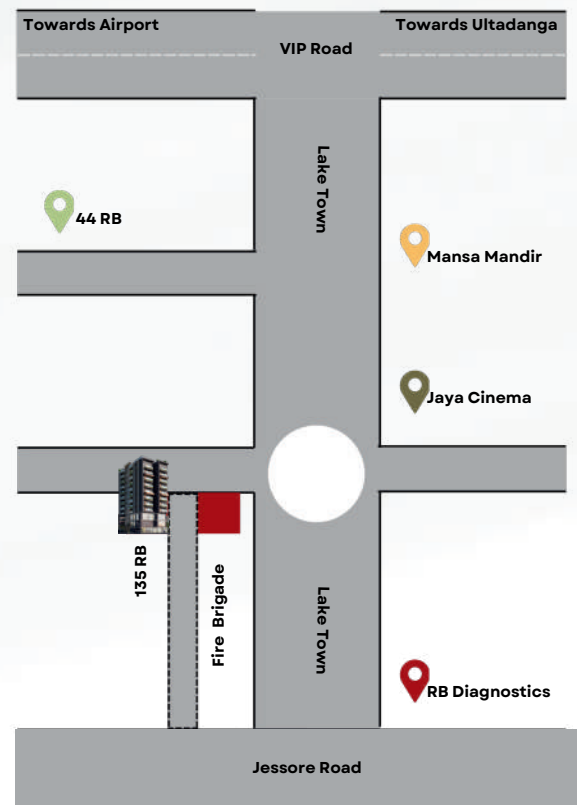 Towards Airport
Towards Ultadanga
VIP Road
Lake Town
44 RB
Mansa Mandir
Jaya Cinema
135 RB
Fire Brigade
Lake Town
RB Diagnostics
Jessore Road